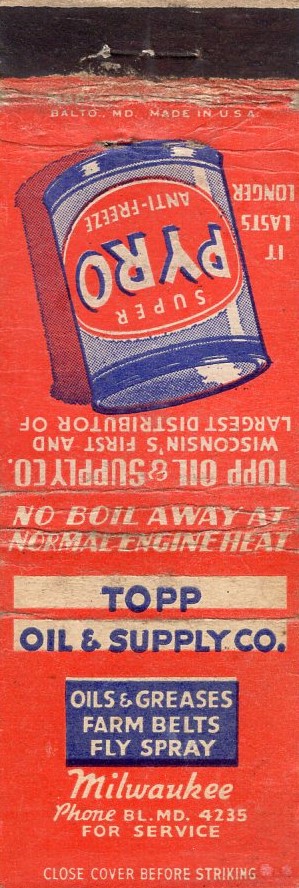 BALTO., MD. MADE IN U.S.A.
TOPP OIL & SUPPLY CO.
WISCONSIN'S FIRST AND
LARGEST DISTRIBUTOR OF
SUPER
PYRO
ANTI-FREEZE
IT
LASTS
LONGER
NO BOIL AWAY AT
NORMAL ENGINE HEAT
TOPP
OIL & SUPPLY CO.
OILS & GREASES
FARM BELTS
FLY SPRAY
Milwaukee
Phone BL. MD. 4235
FOR SERVICE
CLOSE COVER BEFORE STRIKING